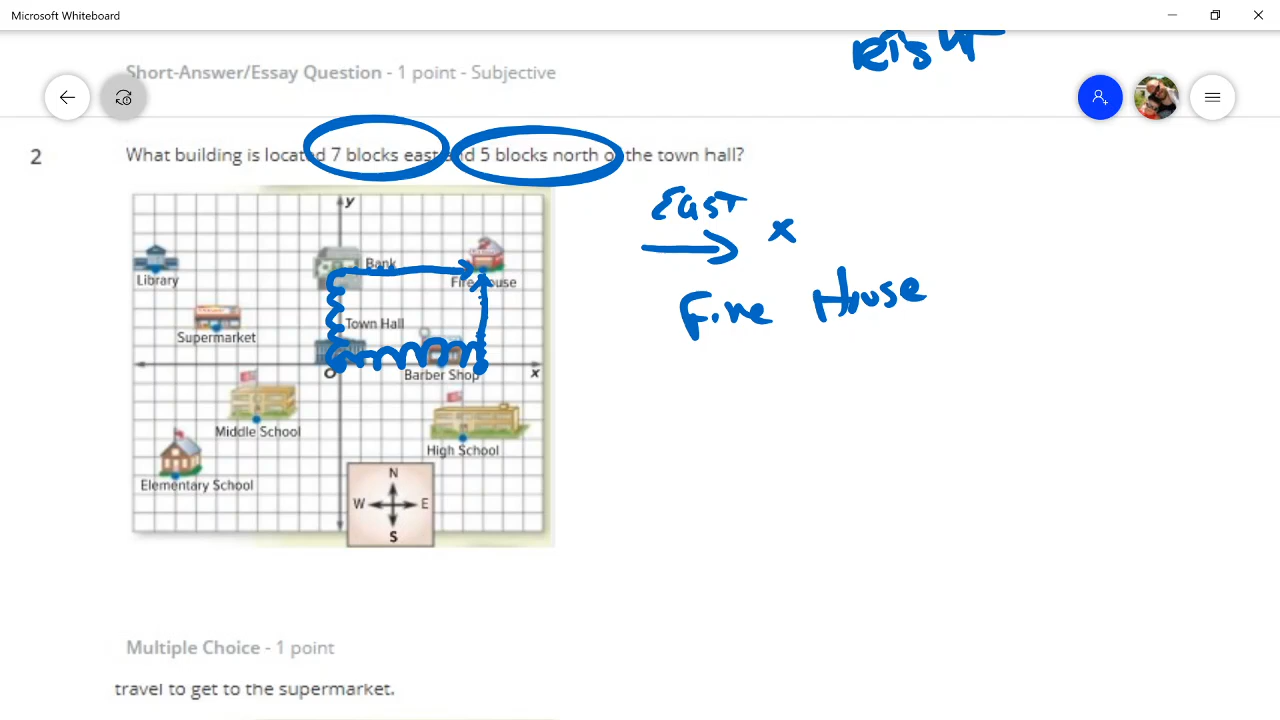 Microsoft Whiteboard
Short-Answer/Essay Question - 1 point - Subjective
2
What building is located 7 blocks east and 5 blocks north of the town hall?
East
x
Fire House
y
Bank
Library
Fire House
Town Hall
Supermarket
O
Barber Shop
x
Middle School
High School
Elementary School
N
W E
S
Multiple Choice - 1 point
travel to get to the supermarket.